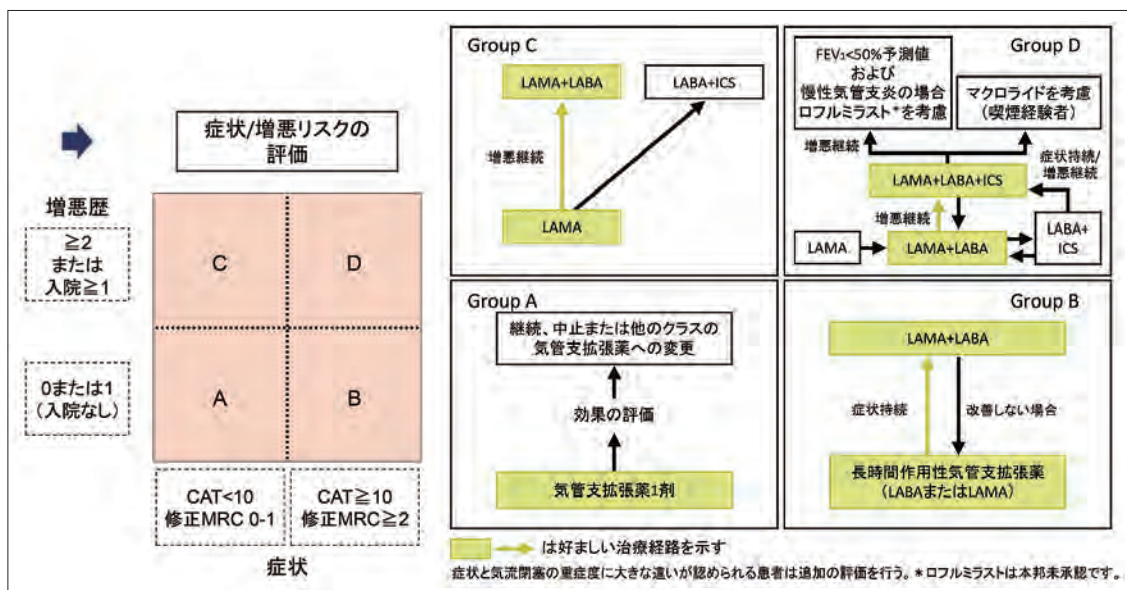 症状/増悪リスクの
評価
増悪歴
≧2
または
入院≧1
0または1
(入院なし)
C
D
A
B
CAT<10
修正MRC 0-1
CAT≧10
修正MRC≧2
症状
Group C
LAMA+LABA
LABA+ICS
増悪継続
LAMA
Group D
FEV₁<50%予測値
および
慢性気管支炎の場合
ロフルミラスト*を考慮
マクロライドを考慮
(喫煙経験者)
増悪継続
症状持続/
増悪継続
LAMA+LABA+ICS
増悪継続
LAMA
LAMA+LABA
LABA+
ICS
Group A
継続、中止または他のクラスの
気管支拡張薬への変更
効果の評価
気管支拡張薬1剤
Group B
LAMA+LABA
症状持続
改善しない場合
長時間作用性気管支拡張薬
(LABAまたはLAMA)
は好ましい治療経路を示す
症状と気流閉塞の重症度に大きな違いが認められる患者は追加の評価を行う。*ロフルミラストは本邦未承認です。